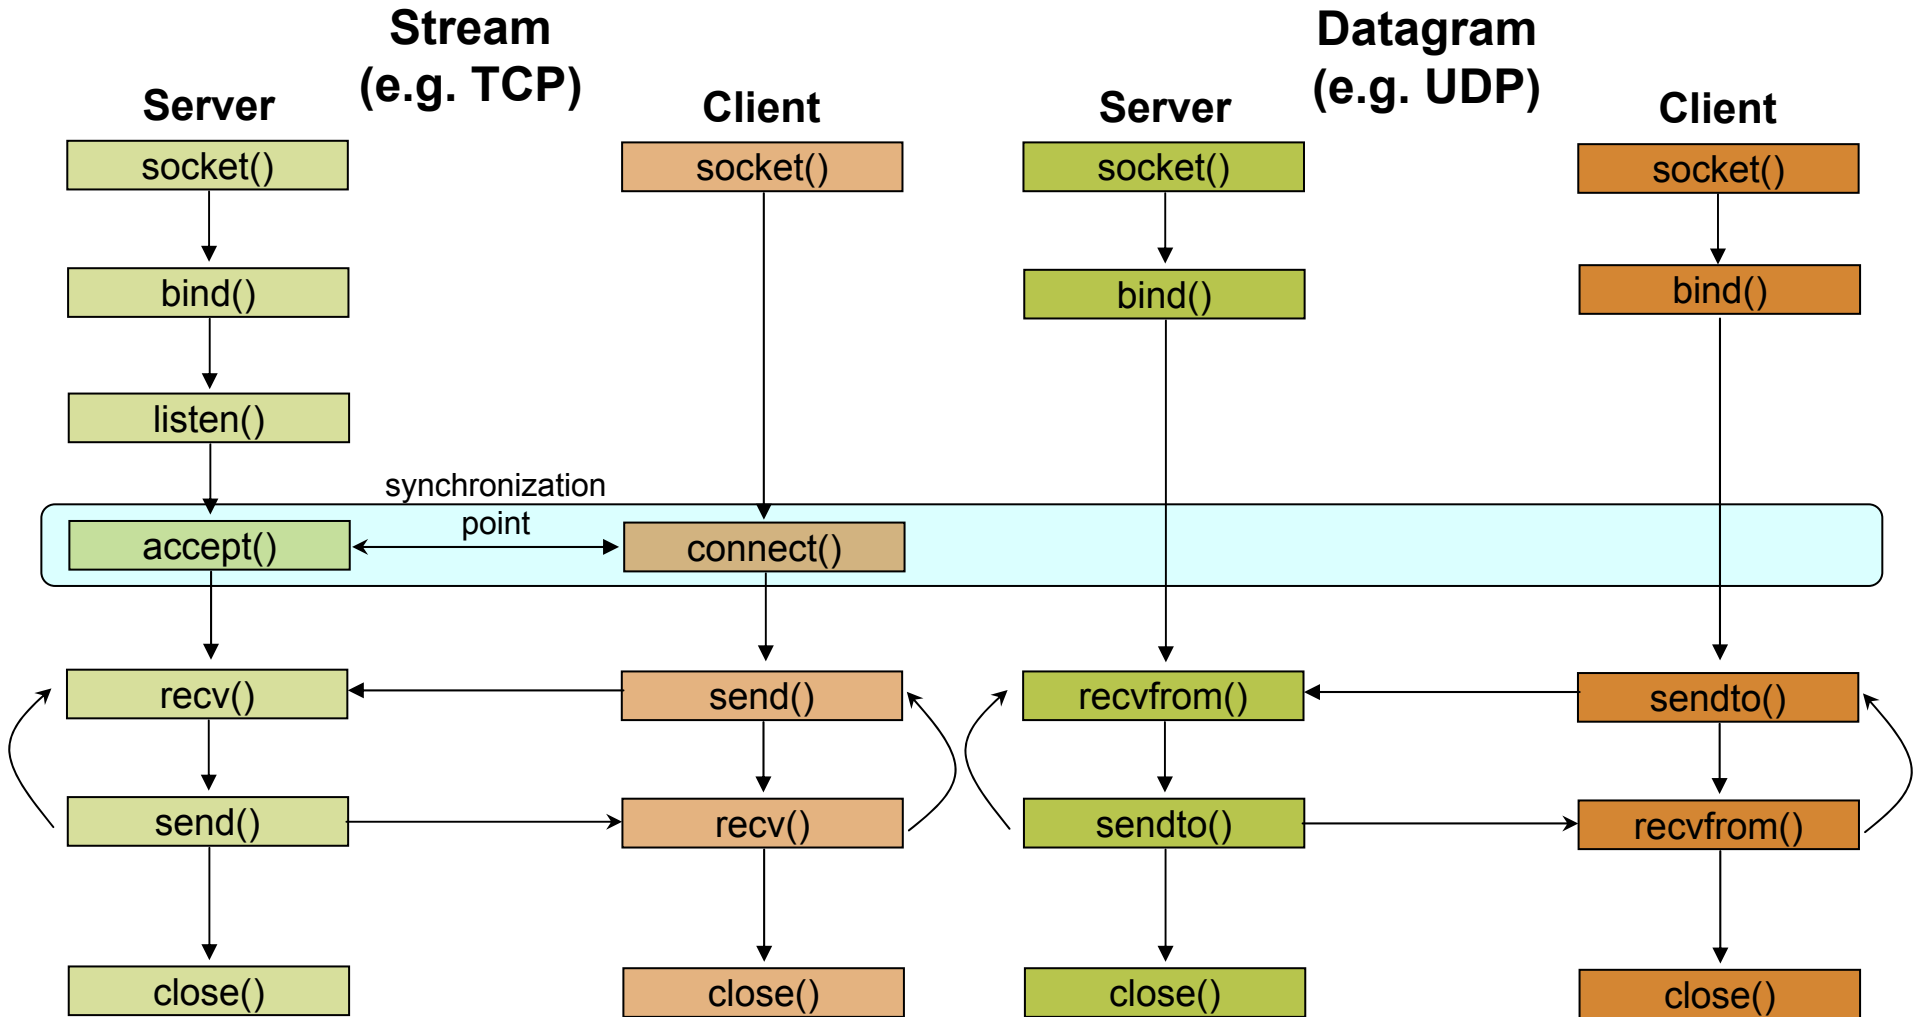 Stream
(e.g. TCP)
Datagram
(e.g. UDP)
Server
Client
Server
Client
socket()
socket()
socket()
socket()
bind()
bind()
bind()
listen()
synchronization
point
accept()
connect()
recv()
send()
recvfrom()
sendto()
send()
recv()
sendto()
recvfrom()
close()
close()
close()
close()